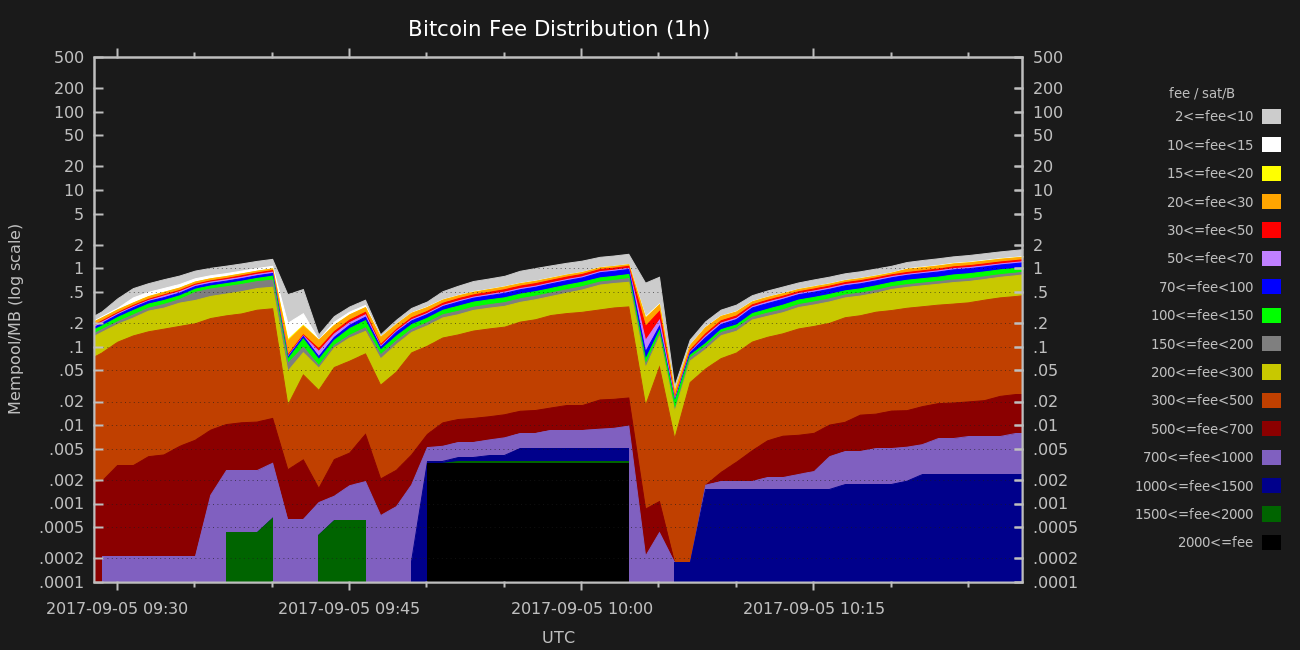 Bitcoin Fee Distribution (1h)
Mempool/MB (log scale)
500
200
100
50
20
10
5
2
1
.5
.2
.1
.05
.02
.01
.005
.002
.001
.0005
.0002
.0001
500
200
100
50
20
10
5
2
1
.5
.2
.1
.05
.02
.01
.005
.002
.001
.0005
.0002
.0001
2017-09-05 09:30
2017-09-05 09:45
2017-09-05 10:00
2017-09-05 10:15
UTC
fee / sat/B
2<=fee<10
10<=fee<15
15<=fee<20
20<=fee<30
30<=fee<50
50<=fee<70
70<=fee<100
100<=fee<150
150<=fee<200
200<=fee<300
300<=fee<500
500<=fee<700
700<=fee<1000
1000<=fee<1500
1500<=fee<2000
2000<=fee